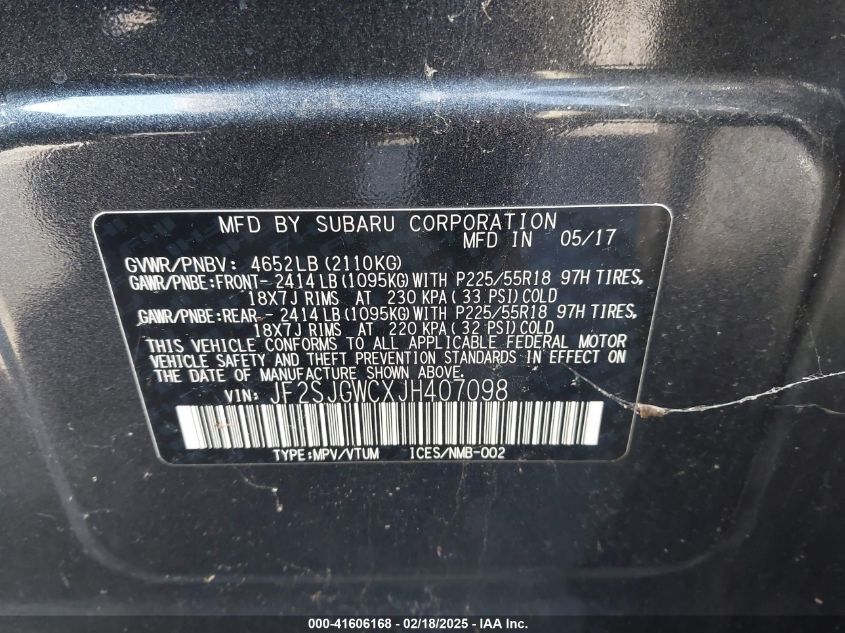 MFD BY SUBARU CORPORATION
MFD IN 05/17
GVWR/PNBV: 4652LB(2110KG)
GAWR/PNBE:FRONT- 2414LB(1095KG)WITH P225/55R18 97H TIRES,
18X7J RIMS AT 230 KPA( 33 PSI)COLD
GAWR/PNBE:REAR - 2414LB(1095KG)WITH P225/55R18 97H TIRES,
18X7J RIMS AT 220 KPA( 32 PSI)COLD
THIS VEHICLE CONFORMS TO ALL APPLICABLE FEDERAL MOTOR
VEHICLE SAFETY AND THEFT PREVENTION STANDARDS IN EFFECT ON
THE DATE OF MANUFACTURE SHOWN ABOVE.
VIN: JF2SJGWCXJH407098
TYPE:MPV/VTUM ICES/NMB-002
000-41606168 - 02/18/2025 - IAA Inc.